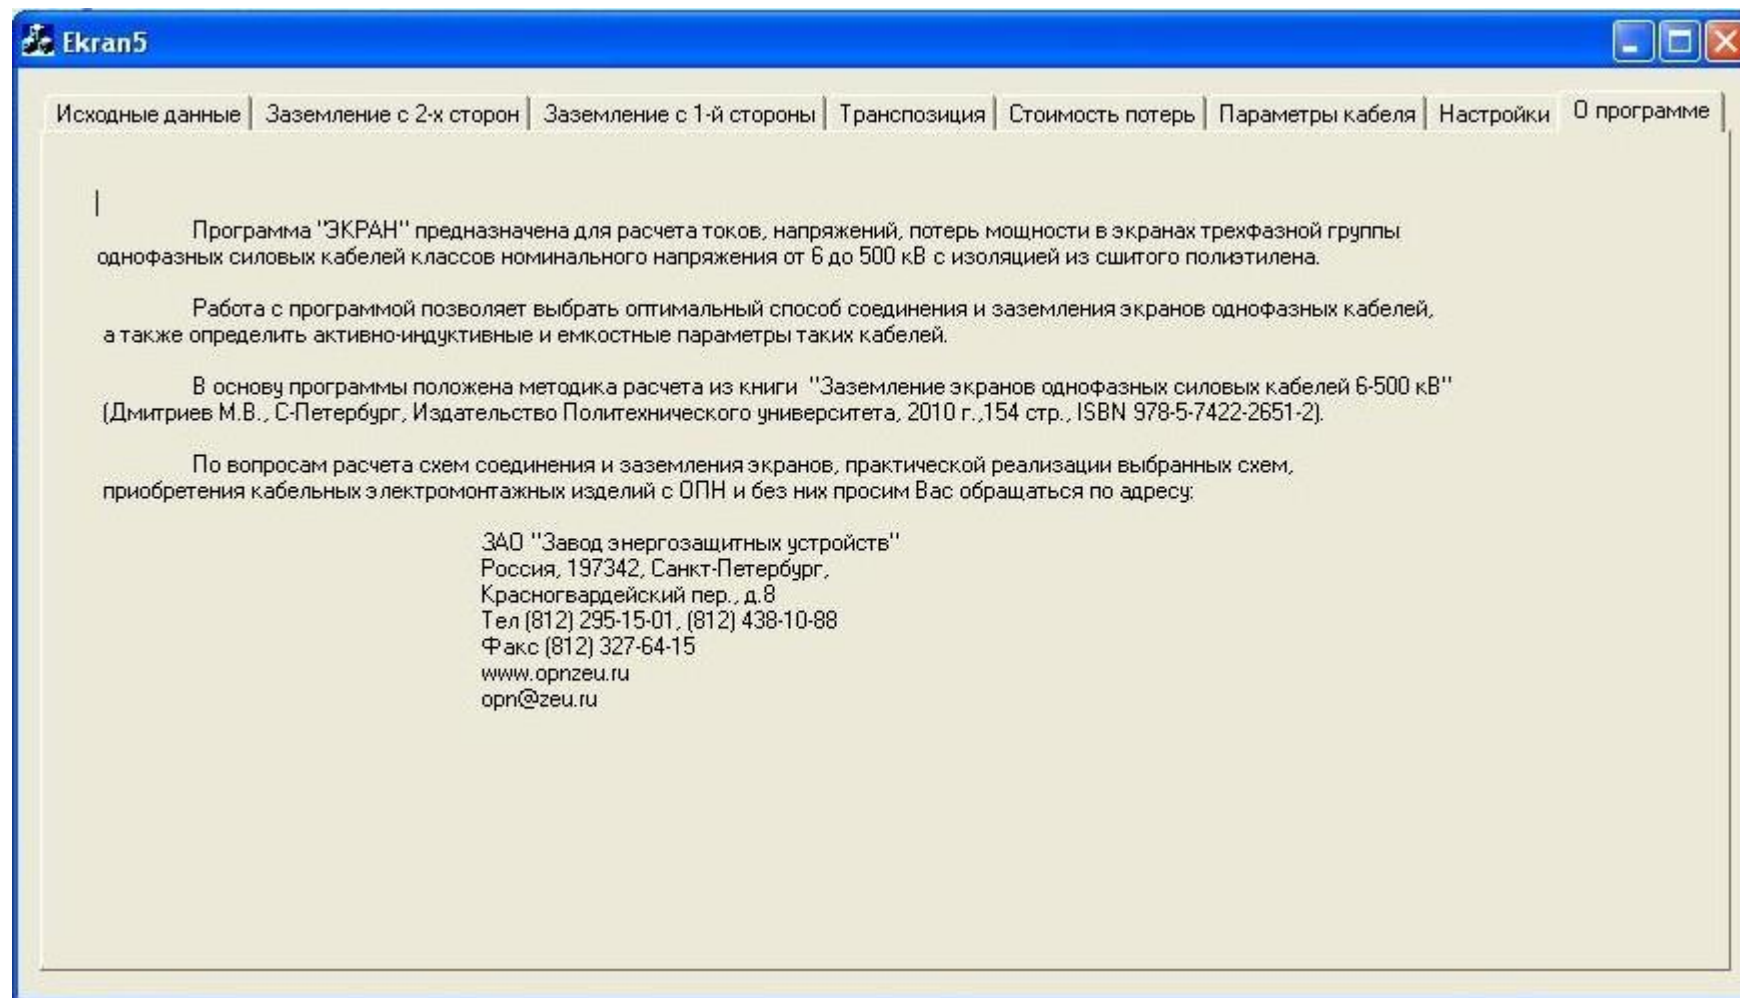 Ekran5
Исходные данные Заземление с 2-х сторон Заземление с 1-й стороны Транспозиция Стоимость потерь Параметры кабеля Настройки О программе
Программа "ЭКРАН" предназначена для расчета токов, напряжений, потерь мощности в экранах трехфазной группы
однофазных силовых кабелей классов номинального напряжения от 6 до 500 кВ с изоляцией из сшитого полиэтилена.
Работа с программой позволяет выбрать оптимальный способ соединения и заземления экранов однофазных кабелей,
а также определить активно-индуктивные и емкостные параметры таких кабелей.
В основу программы положена методика расчета из книги "Заземление экранов однофазных силовых кабелей 6-500 кВ"
(Дмитриев М.В., С-Петербург, Издательство Политехнического университета, 2010 г.,154 стр., ISBN 978-5-7422-2651-2).
По вопросам расчета схем соединения и заземления экранов, практической реализации выбранных схем,
приобретения кабельных электромонтажных изделий с ОПН и без них просим Вас обращаться по адресу:
ЗАО "Завод энергозащитных устройств"
Россия, 197342, Санкт-Петербург,
Красногвардейский пер., д.8
Тел (812) 295-15-01, (812) 438-10-88
Факс (812) 327-64-15
www.opnzeu.ru
opn@zeu.ru